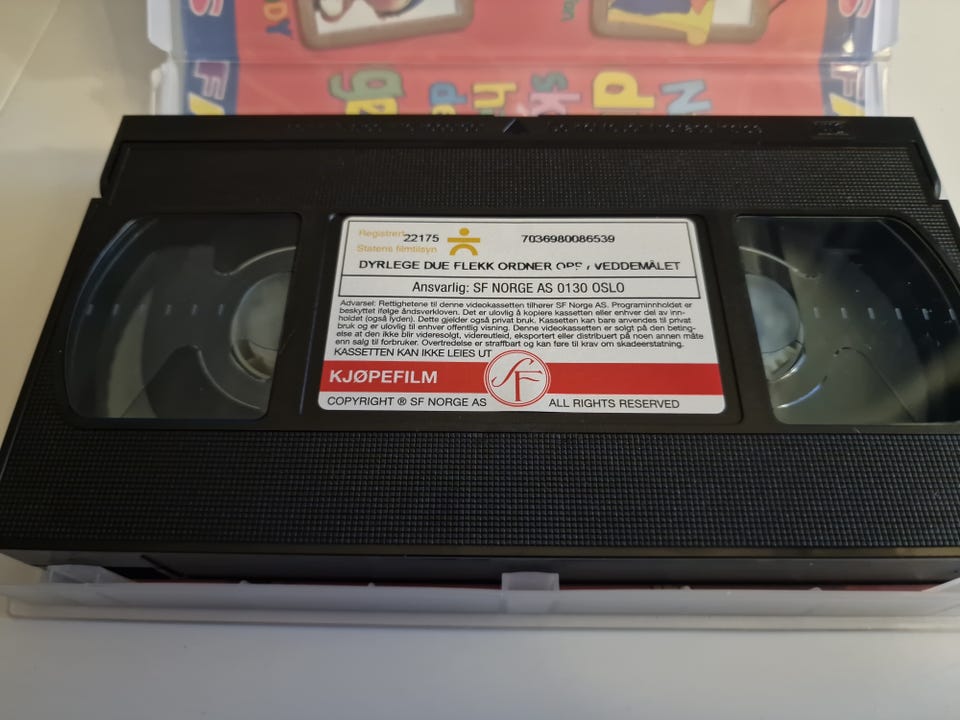 Registrert 22175
Statens filmtilsyn
7036980086539
DYRLEGE DUE FLEKK ORDNER OPP / VEDDEMÅLET
Ansvarlig: SF NORGE AS 0130 OSLO
Advarsel: Rettighetene til denne videokassetten tilhører SF Norge AS. Programinnholdet er
beskyttet ifølge åndsverkloven. Det er ulovlig å kopiere kassetten eller enhver del av inn-
holdet (også lyden). Dette gjelder også privat bruk. Kassetten kan bare anvendes til privat
bruk og er ulovlig til enhver offentlig visning. Denne videokassetten er solgt på den beting-
else at den ikke blir videresolgt, videreutleid, eksportert eller distribuert på noen annen måte
enn salg til forbruker. Overtredelse er straffbart og kan føre til krav om skadeerstatning.
KASSETTEN KAN IKKE LEIES UT
KJØPEFILM
SF
COPYRIGHT ® SF NORGE AS
ALL RIGHTS RESERVED